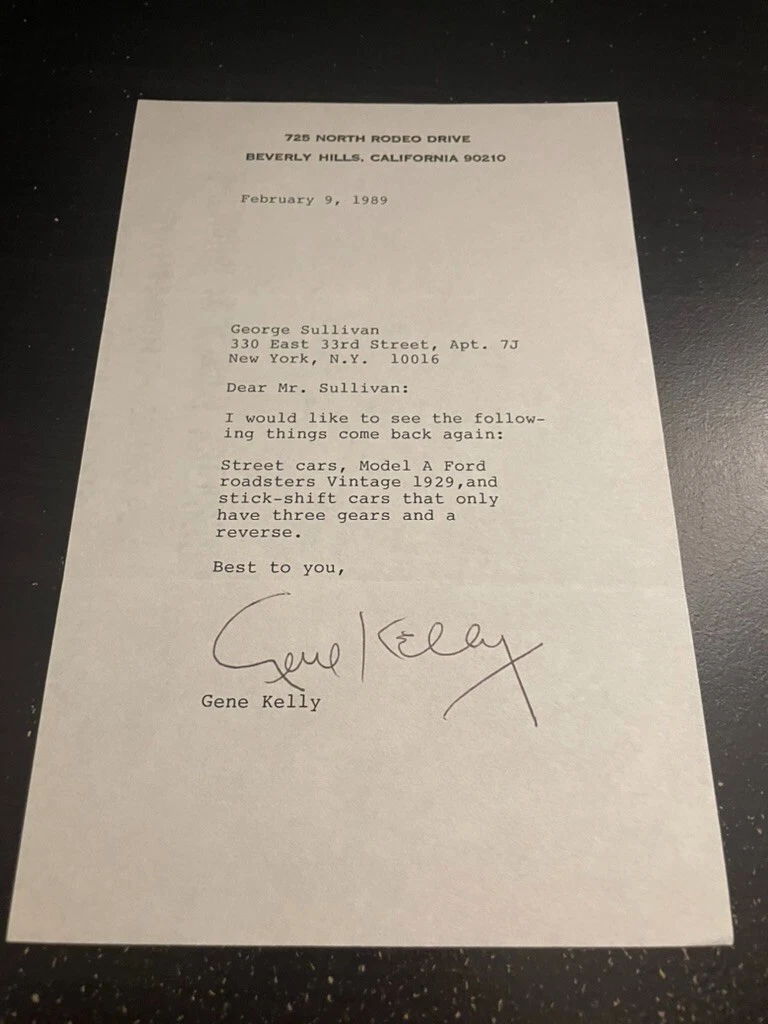 725 NORTH RODEO DRIVE
BEVERLY HILLS, CALIFORNIA 90210
February 9, 1989
George Sullivan
330 East 33rd Street, Apt. 7J
New York, N.Y. 10016
Dear Mr. Sullivan:
I would like to see the follow-
ing things come back again:
Street cars, Model A Ford
roadsters Vintage 1929,and
stick-shift cars that only
have three gears and a
reverse.
Best to you,
Gene Kelly
Gene Kelly